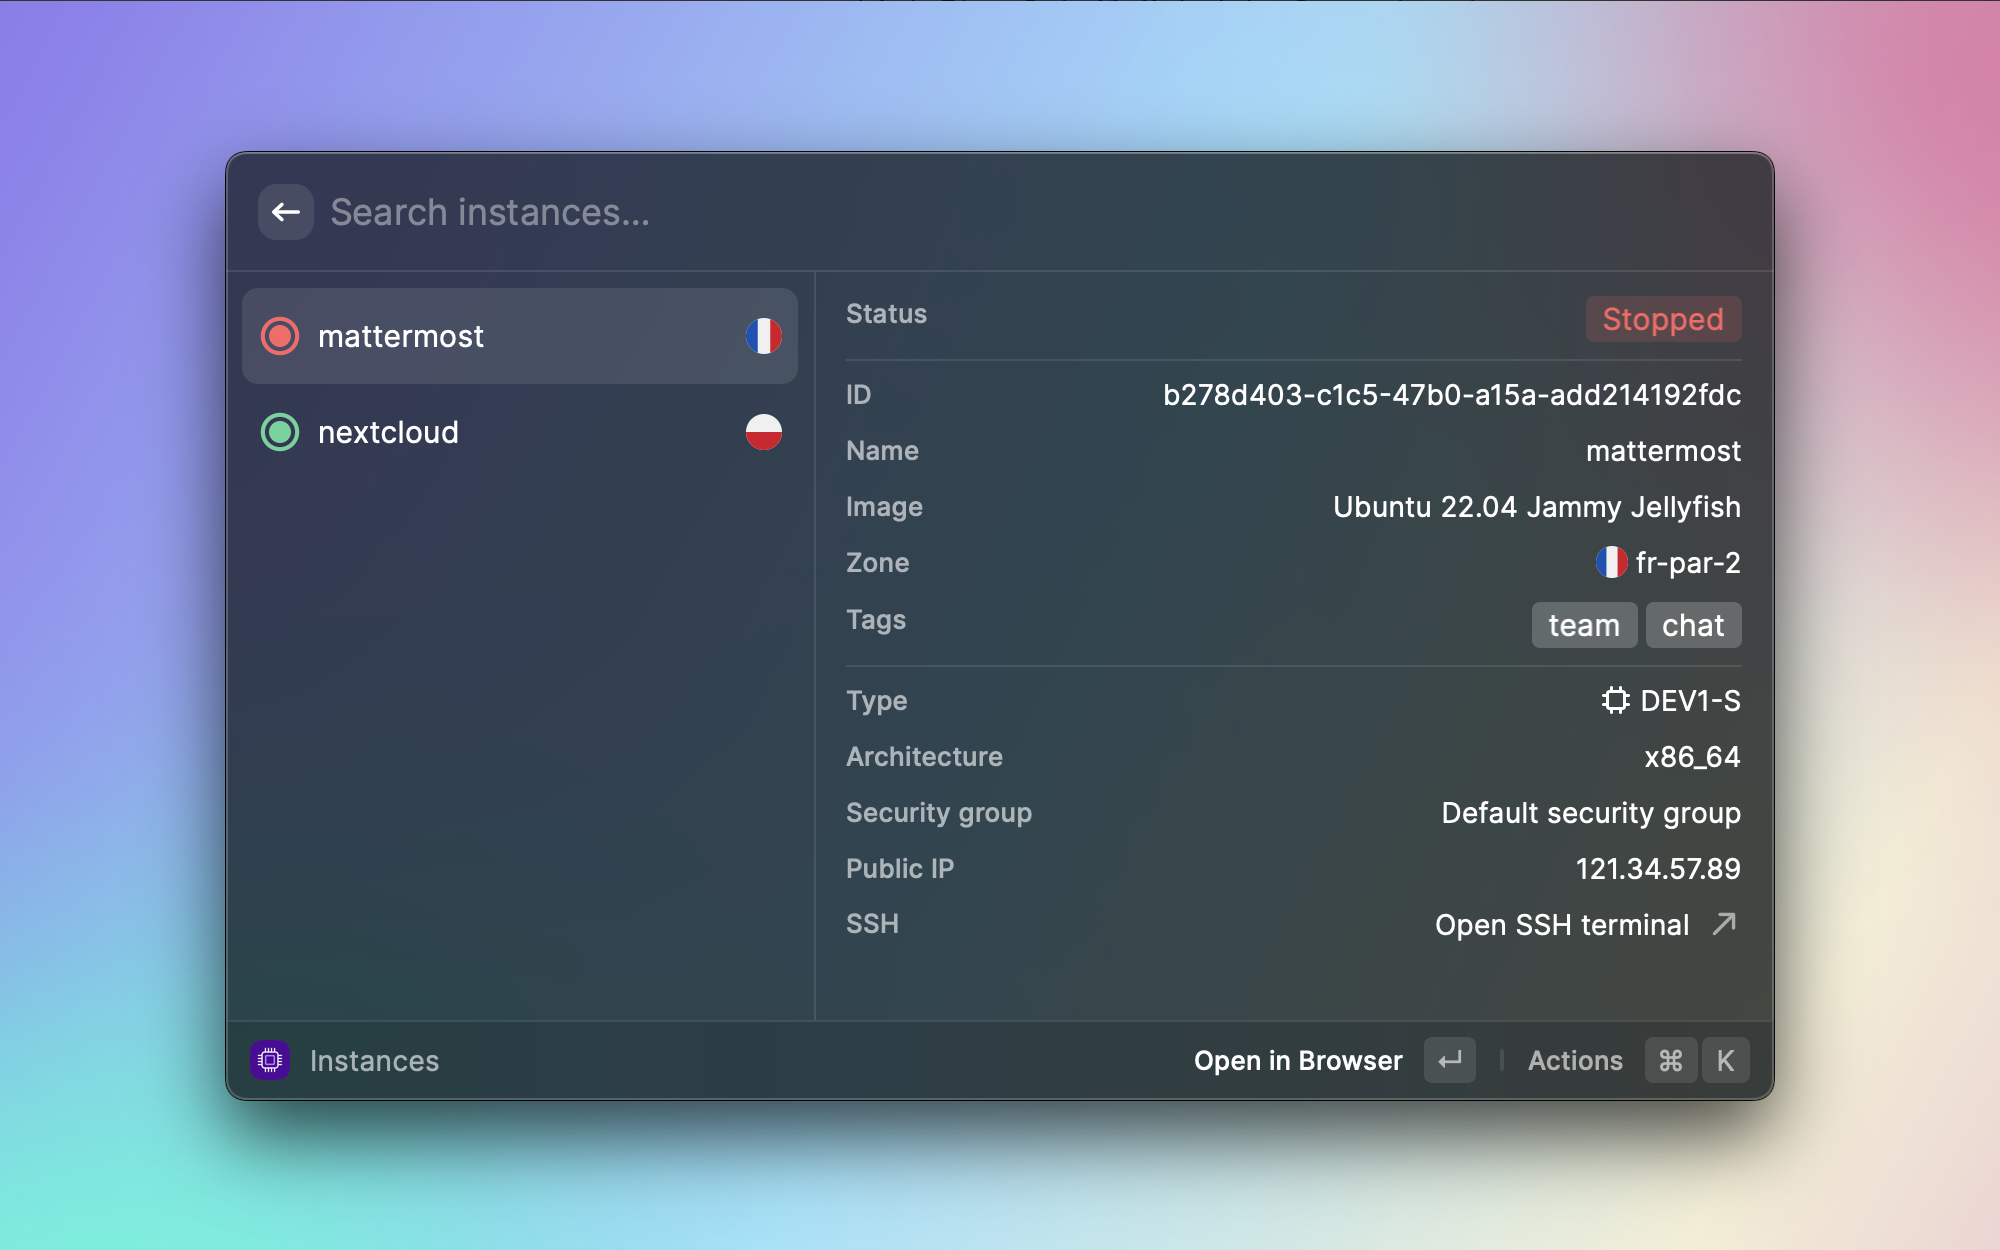 Search instances...
mattermost
nextcloud
Status Stopped
ID b278d403-c1c5-47b0-a15a-add214192fdc
Name mattermost
Image Ubuntu 22.04 Jammy Jellyfish
Zone fr-par-2
Tags team chat
Type DEV1-S
Architecture x86_64
Security group Default security group
Public IP 121.34.57.89
SSH Open SSH terminal
Instances Open in Browser ↵ Actions ⌘ K